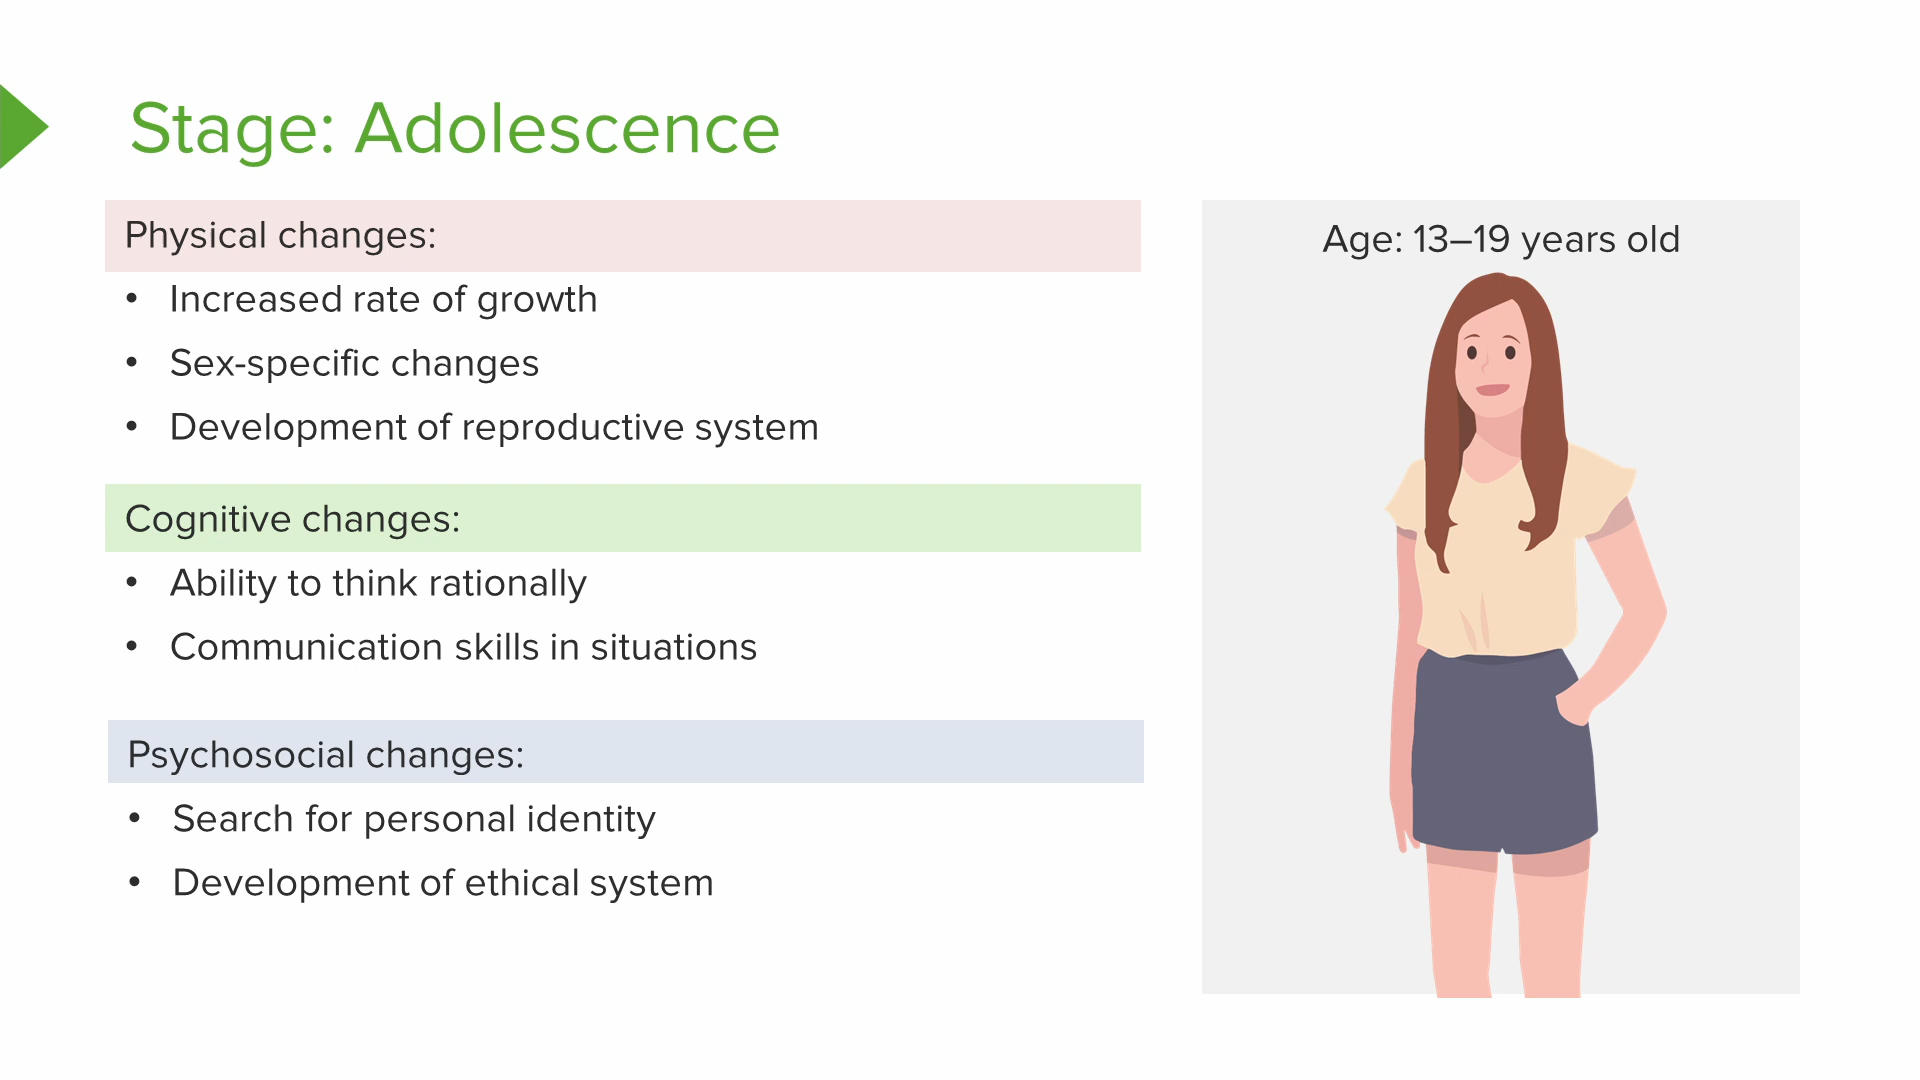 Stage: Adolescence
Physical changes:
• Increased rate of growth
• Sex-specific changes
• Development of reproductive system
Cognitive changes:
• Ability to think rationally
• Communication skills in situations
Psychosocial changes:
• Search for personal identity
• Development of ethical system
Age: 13–19 years old